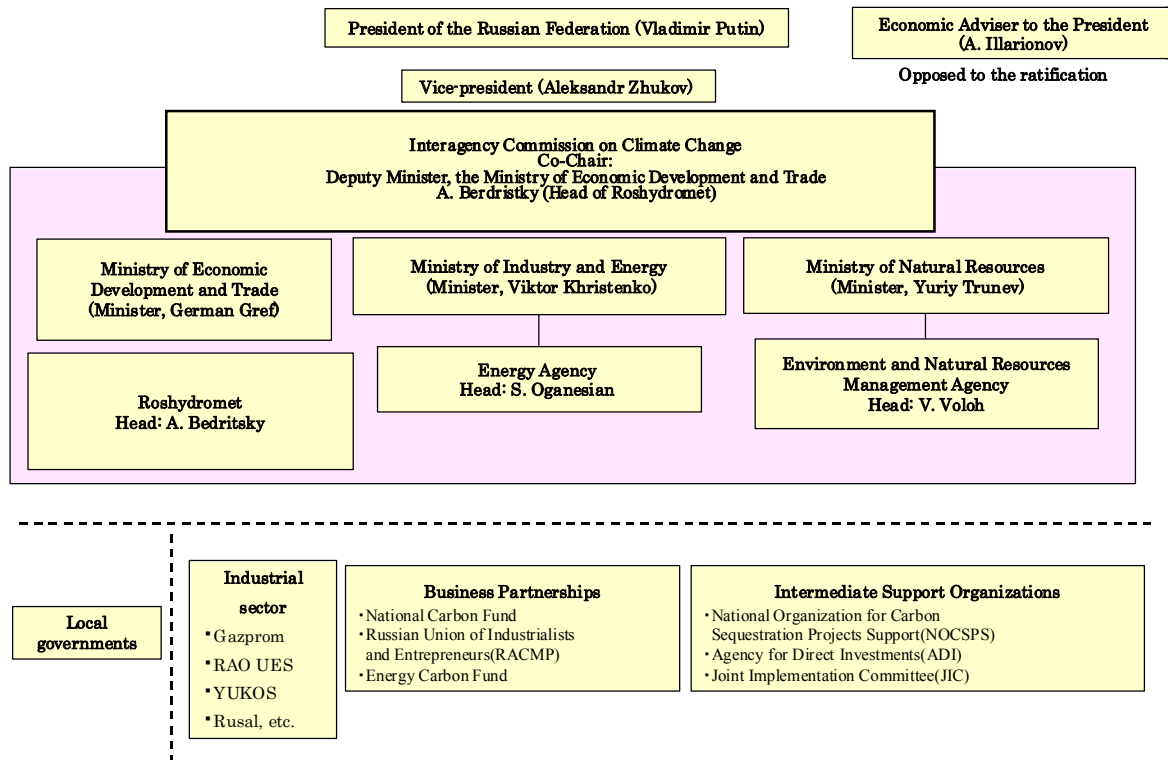 President of the Russian Federation (Vladimir Putin)
Economic Adviser to the President
(A. Illarionov)
Opposed to the ratification
Vice-president (Aleksandr Zhukov)
Interagency Commission on Climate Change
Co-Chair:
Deputy Minister, the Ministry of Economic Development and Trade
A. Berdristky (Head of Roshydromet)
Ministry of Economic
Development and Trade
(Minister, German Gref)
Ministry of Industry and Energy
(Minister, Viktor Khristenko)
Ministry of Natural Resources
(Minister, Yuriy Trunev)
Roshydromet
Head: A. Bedritsky
Energy Agency
Head: S. Oganesian
Environment and Natural Resources
Management Agency
Head: V. Voloh
Local
governments
Industrial
sector
▪Gazprom
▪RAO UES
▪YUKOS
▪Rusal, etc.
Business Partnerships
・National Carbon Fund
・Russian Union of Industrialists
and Entrepreneurs(RACMP)
・Energy Carbon Fund
Intermediate Support Organizations
・National Organization for Carbon
Sequestration Projects Support(NOCSPS)
・Agency for Direct Investments(ADI)
・Joint Implementation Committee(JIC)